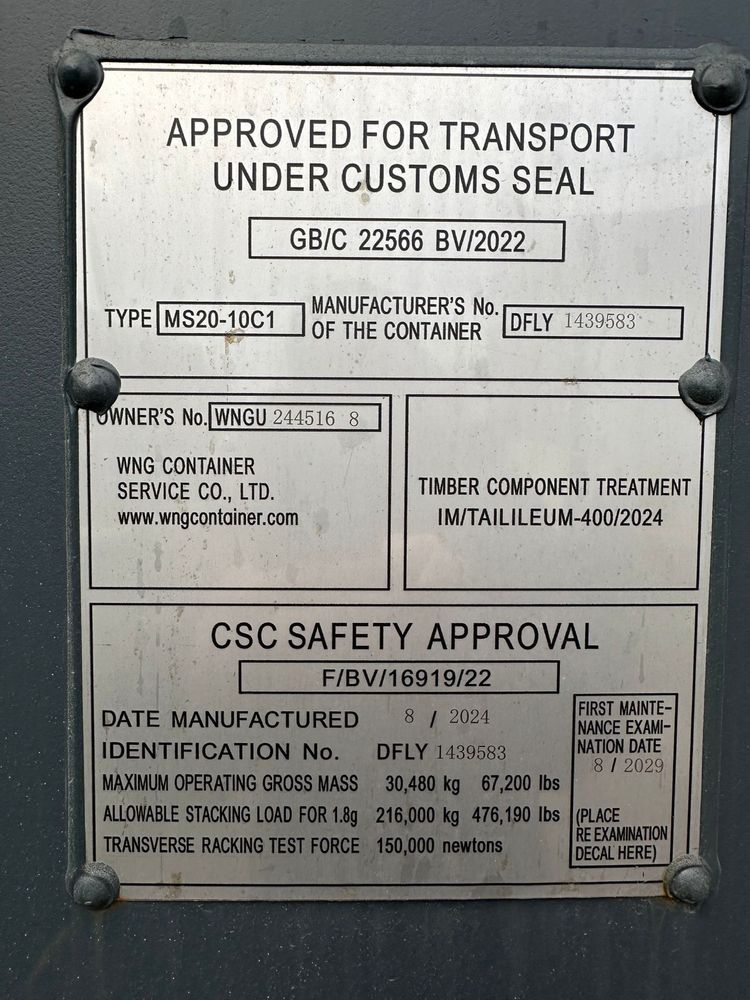 APPROVED FOR TRANSPORT
UNDER CUSTOMS SEAL
GB/C 22566 BV/2022
TYPE MS20-10C1 MANUFACTURER'S No. OF THE CONTAINER DFLY 1439583
OWNER'S No. WNGU 244516 8
WNG CONTAINER
SERVICE CO., LTD.
www.wngcontainer.com
TIMBER COMPONENT TREATMENT
IM/TAILILEUM-400/2024
CSC SAFETY APPROVAL
F/BV/16919/22
DATE MANUFACTURED 8 / 2024
IDENTIFICATION No. DFLY 1439583
MAXIMUM OPERATING GROSS MASS 30,480 kg 67,200 lbs
ALLOWABLE STACKING LOAD FOR 1.8g 216,000 kg 476,190 lbs
TRANSVERSE RACKING TEST FORCE 150,000 newtons
FIRST MAINTE-
NANCE EXAMI-
NATION DATE
8 / 2029
(PLACE
RE EXAMINATION
DECAL HERE)